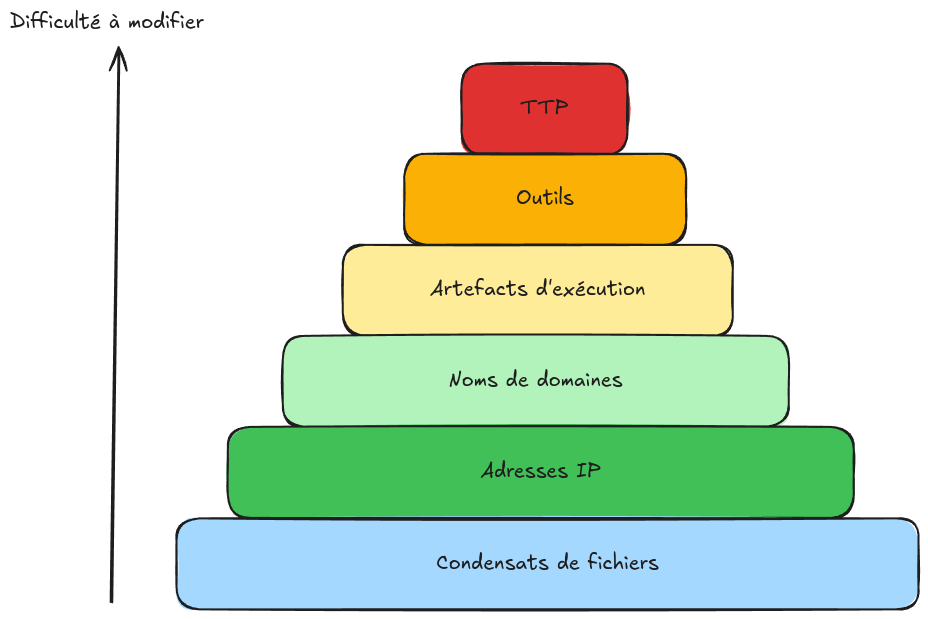 Difficulté à modifier
TTP
Outils
Artefacts d'exécution
Noms de domaines
Adresses IP
Condensats de fichiers